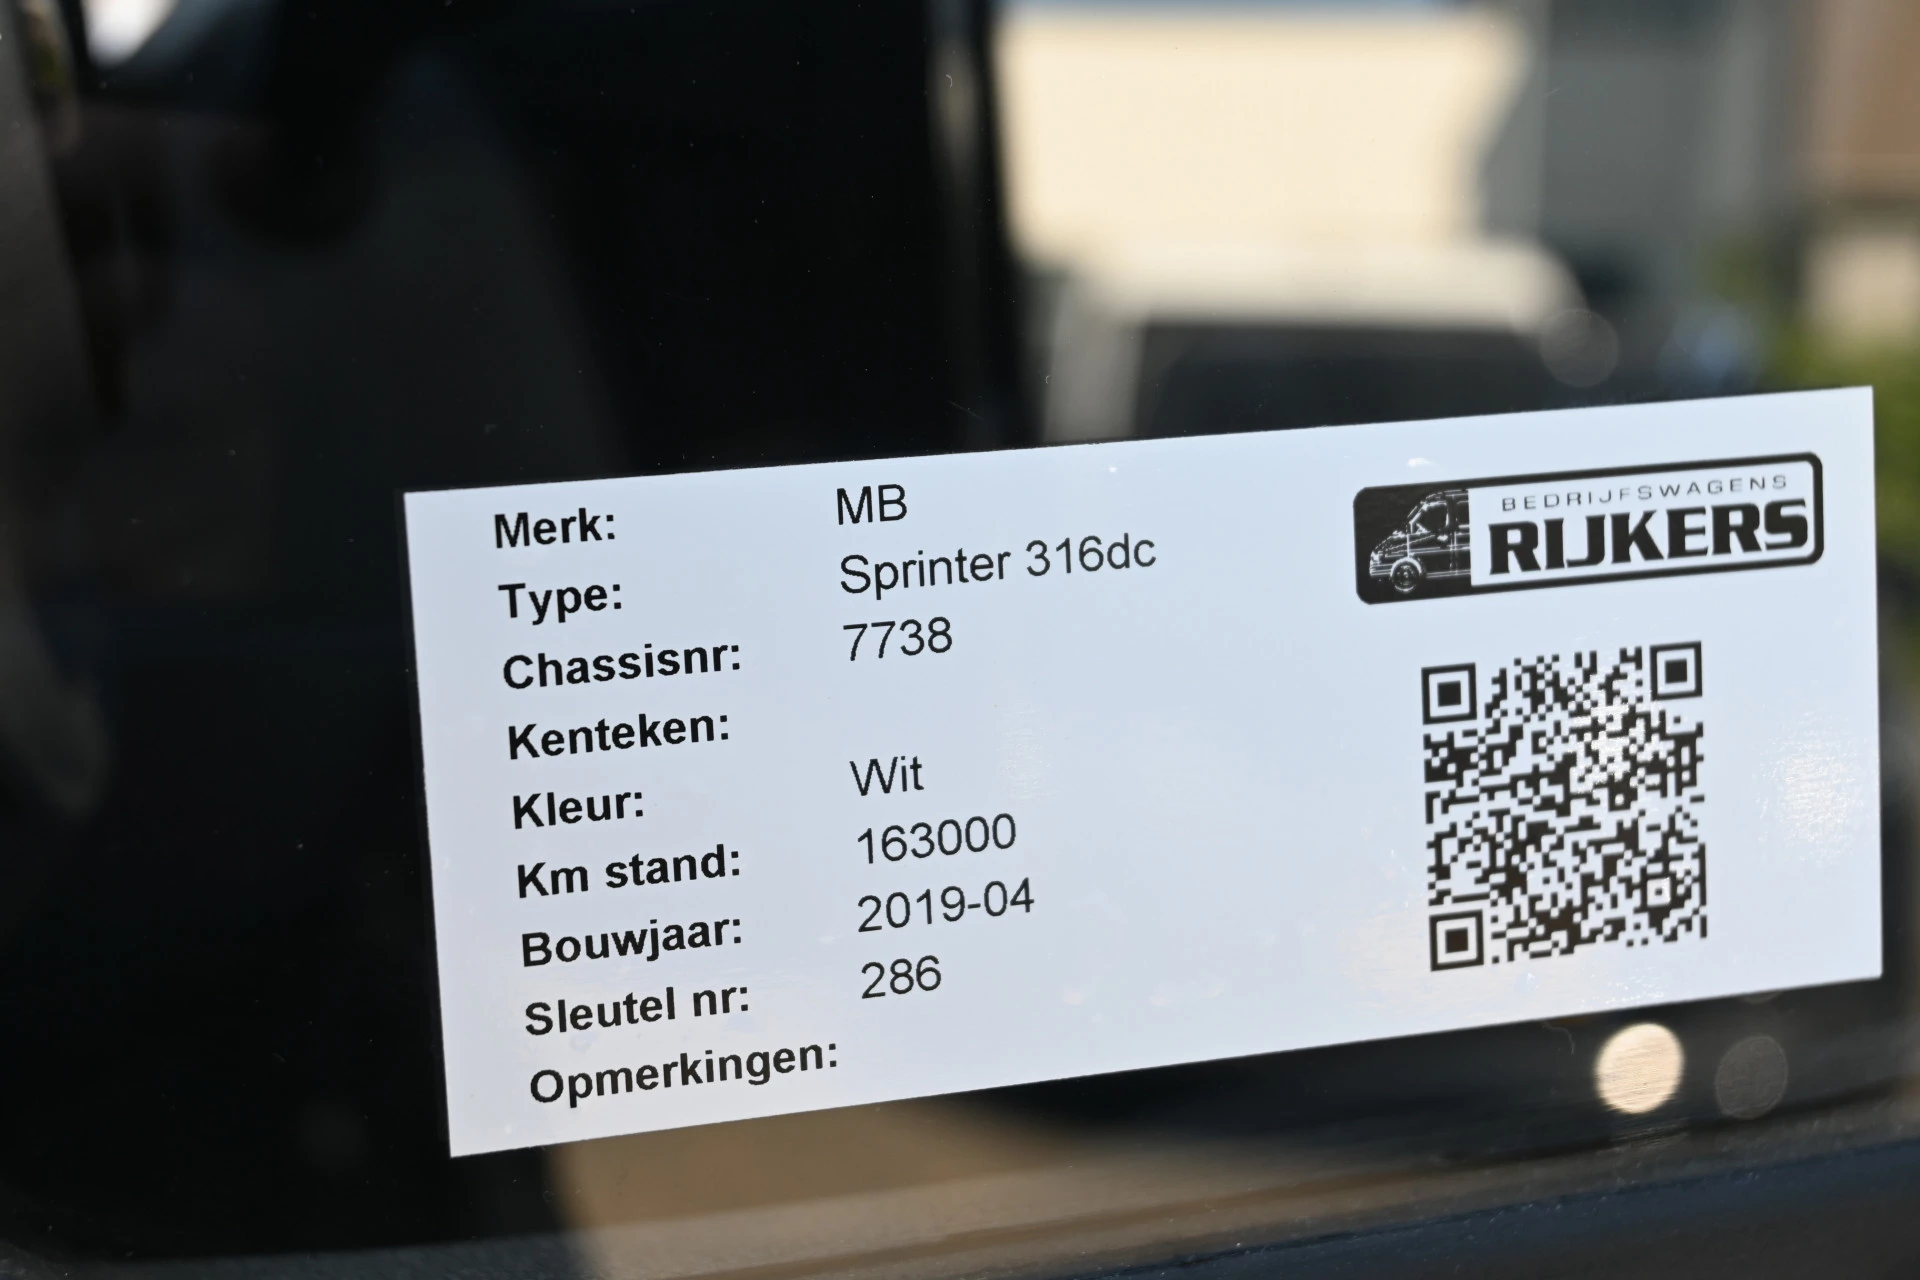 Merk: MB
Type: Sprinter 316dc
Chassisnr: 7738
Kenteken:
Kleur: Wit
Km stand: 163000
Bouwjaar: 2019-04
Sleutel nr: 286
Opmerkingen:
BEDRIJFSWAGENS
RIJKERS